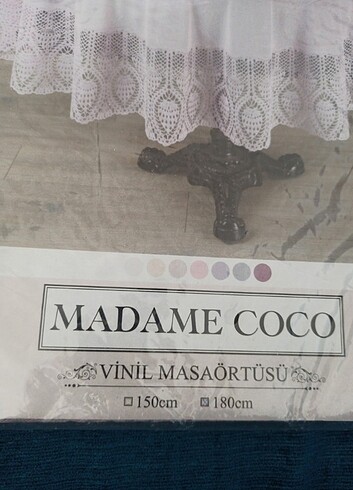 MADAME COCO
VİNİL MASAÖRTÜSÜ
☐ 150cm ☒ 180cm